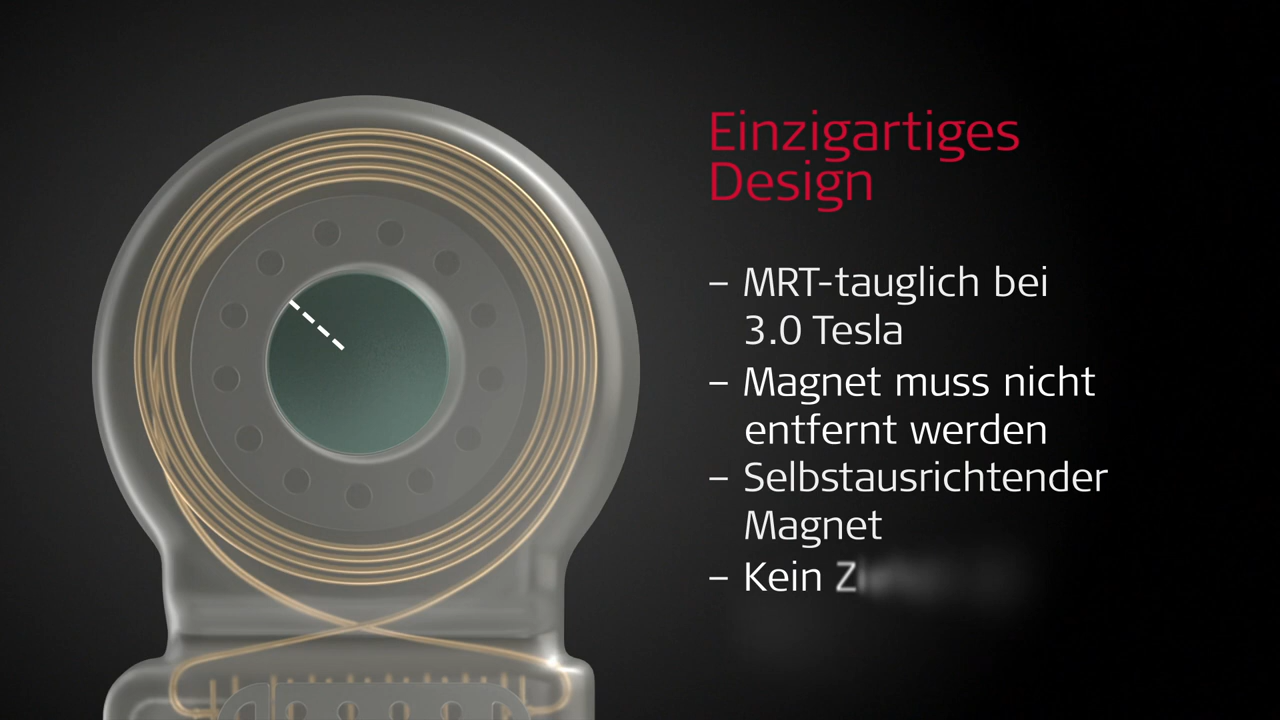 Einzigartiges
Design
– MRT-tauglich bei
3.0 Tesla
– Magnet muss nicht
entfernt werden
– Selbstausrichtender
Magnet
– Kein